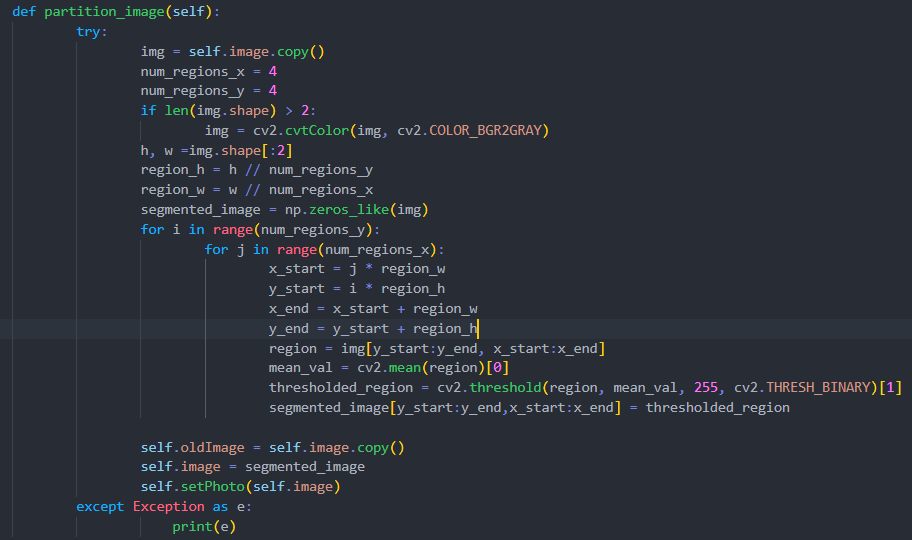 def partition_image(self):
        try:
                img = self.image.copy()
                num_regions_x = 4
                num_regions_y = 4
                if len(img.shape) > 2:
                        img = cv2.cvtColor(img, cv2.COLOR_BGR2GRAY)
                h, w =img.shape[:2]
                region_h = h // num_regions_y
                region_w = w // num_regions_x
                segmented_image = np.zeros_like(img)
                for i in range(num_regions_y):
                        for j in range(num_regions_x):
                                x_start = j * region_w
                                y_start = i * region_h
                                x_end = x_start + region_w
                                y_end = y_start + region_h
                                region = img[y_start:y_end, x_start:x_end]
                                mean_val = cv2.mean(region)[0]
                                thresholded_region = cv2.threshold(region, mean_val, 255, cv2.THRESH_BINARY)[1]
                                segmented_image[y_start:y_end,x_start:x_end] = thresholded_region

                self.oldImage = self.image.copy()
                self.image = segmented_image
                self.setPhoto(self.image)
        except Exception as e:
                    print(e)